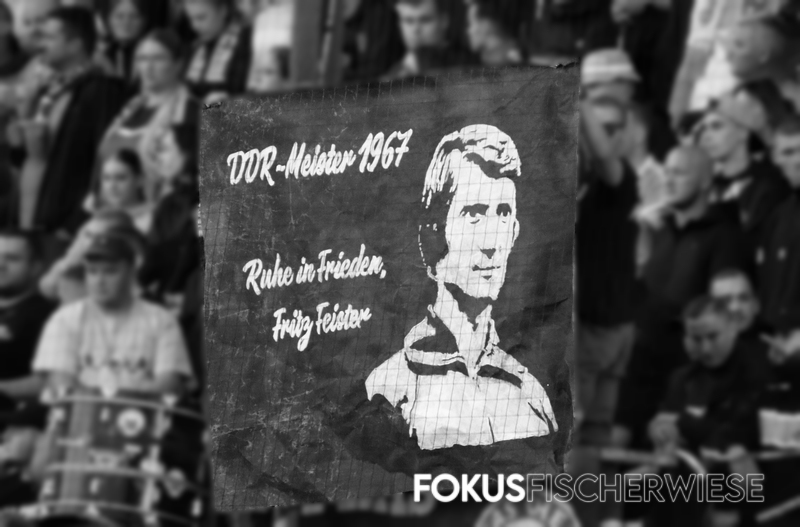 DDR-Meister 1967
Ruhe in Frieden,
Fritz Feister
FOKUSFISCHERWIESE